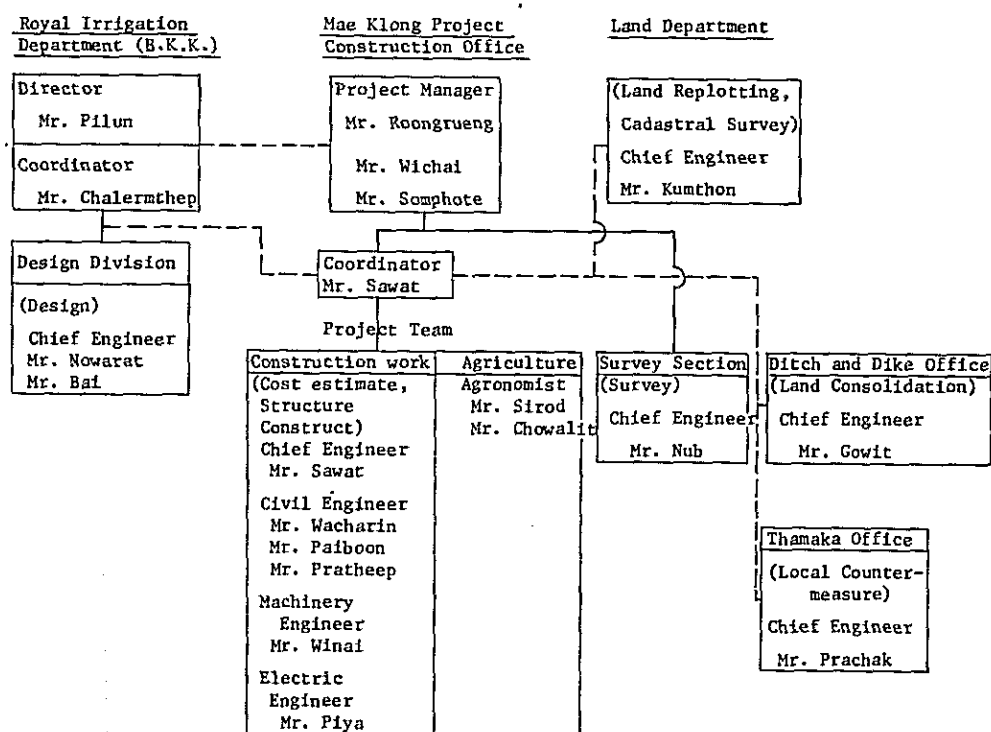 Royal Irrigation
Department (B.K.K.)
Mae Klong Project
Construction Office
Land Department
Director
Mr. Pilun
Coordinator
Mr. Chalermthep
Project Manager
Mr. Roongrueng
Mr. Wichai
Mr. Somphote
(Land Replotting,
Cadastral Survey)
Chief Engineer
Mr. Kumthon
Design Division
(Design)
Chief Engineer
Mr. Nowarat
Mr. Bai
Coordinator
Mr. Sawat
Project Team
Construction work
(Cost estimate,
Structure
Construct)
Chief Engineer
Mr. Sawat
Civil Engineer
Mr. Wacharin
Mr. Paiboon
Mr. Pratheep
Machinery
Engineer
Mr. Winai
Electric
Engineer
Mr. Piya
Agriculture
Agronomist
Mr. Sirod
Mr. Chowalit
Survey Section
(Survey)
Chief Engineer
Mr. Nub
Ditch and Dike Office
(Land Consolidation)
Chief Engineer
Mr. Gowit
Thamaka Office
(Local Counter-
measure)
Chief Engineer
Mr. Prachak